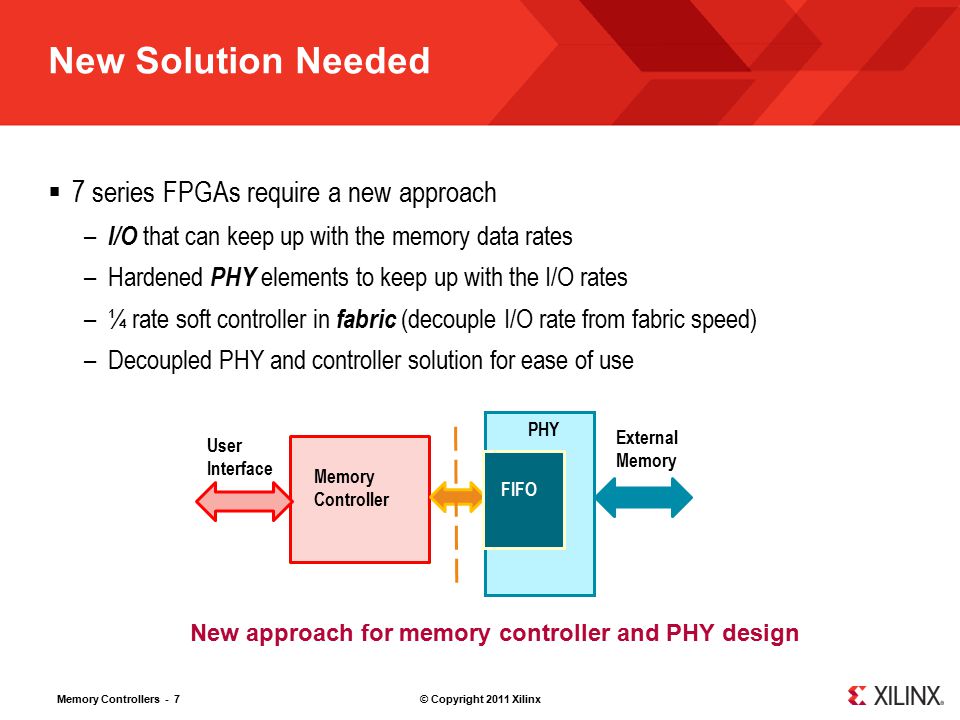 New Solution Needed
▪ 7 series FPGAs require a new approach
– I/O that can keep up with the memory data rates
– Hardened PHY elements to keep up with the I/O rates
– ¼ rate soft controller in fabric (decouple I/O rate from fabric speed)
– Decoupled PHY and controller solution for ease of use
User
Interface
Memory
Controller
PHY
FIFO
External
Memory
New approach for memory controller and PHY design
Memory Controllers - 7
© Copyright 2011 Xilinx
XILINX